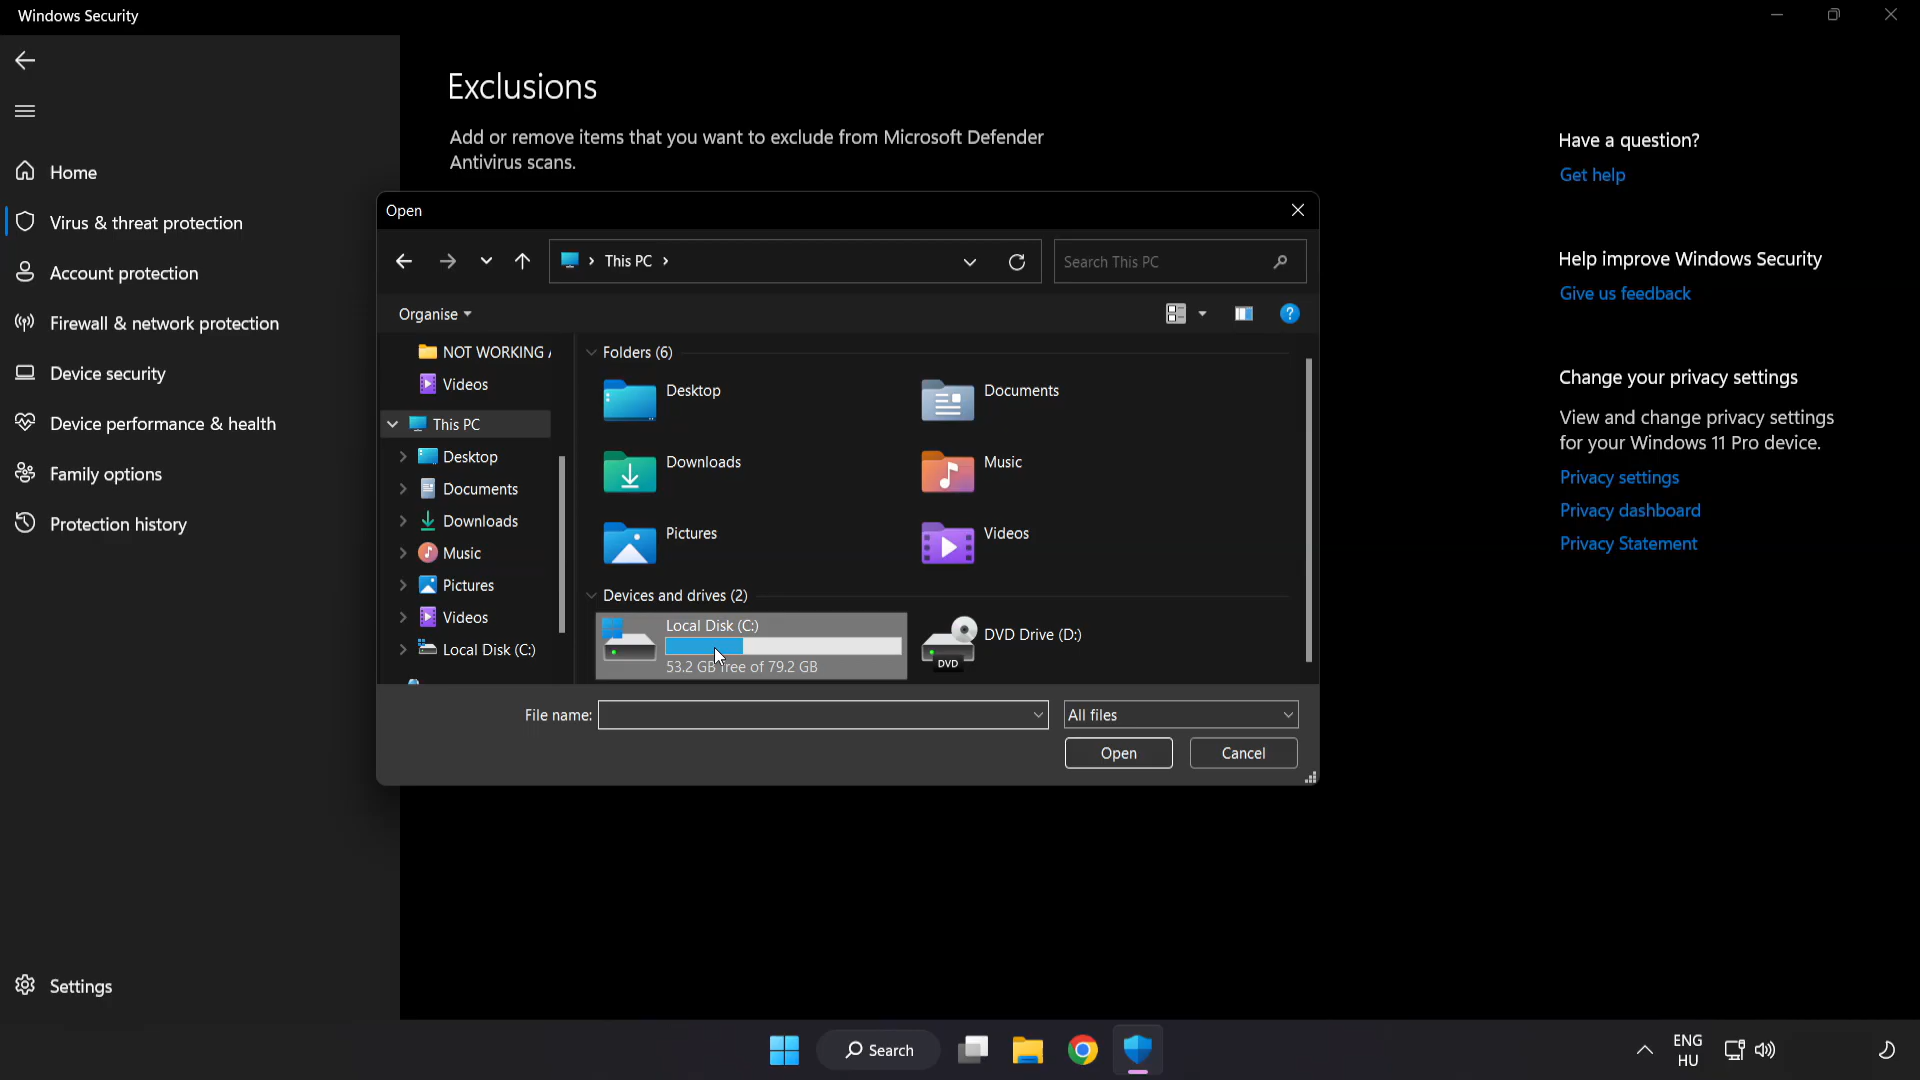 Windows Security
Home
Virus & threat protection
Account protection
Firewall & network protection
Device security
Device performance & health
Family options
Protection history
Settings
Exclusions
Add or remove items that you want to exclude from Microsoft Defender
Antivirus scans.
Open
This PC
Search This PC
Organise
NOT WORKING
Videos
This PC
Desktop
Documents
Downloads
Music
Pictures
Videos
Local Disk (C:)
Folders (6)
Desktop
Documents
Downloads
Music
Pictures
Videos
Devices and drives (2)
Local Disk (C:)
53.2 GB free of 79.2 GB
DVD Drive (D:)
DVD
File name:
All files
Open
Cancel
Have a question?
Get help
Help improve Windows Security
Give us feedback
Change your privacy settings
View and change privacy settings
for your Windows 11 Pro device.
Privacy settings
Privacy dashboard
Privacy Statement
Search
ENG
HU